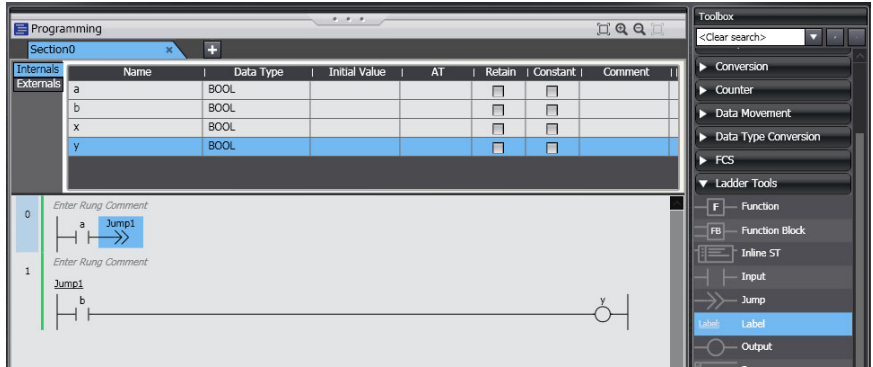 Programming
Section0 × +
Internals
Externals
Name Data Type Initial Value AT Retain Constant Comment
a BOOL
b BOOL
x BOOL
y BOOL
0
Enter Rung Comment
a Jump1
1
Enter Rung Comment
Jump1
b y
Toolbox
<Clear search>
Conversion
Counter
Data Movement
Data Type Conversion
FCS
Ladder Tools
F Function
FB Function Block
Inline ST
Input
Jump
Label: Label
Output